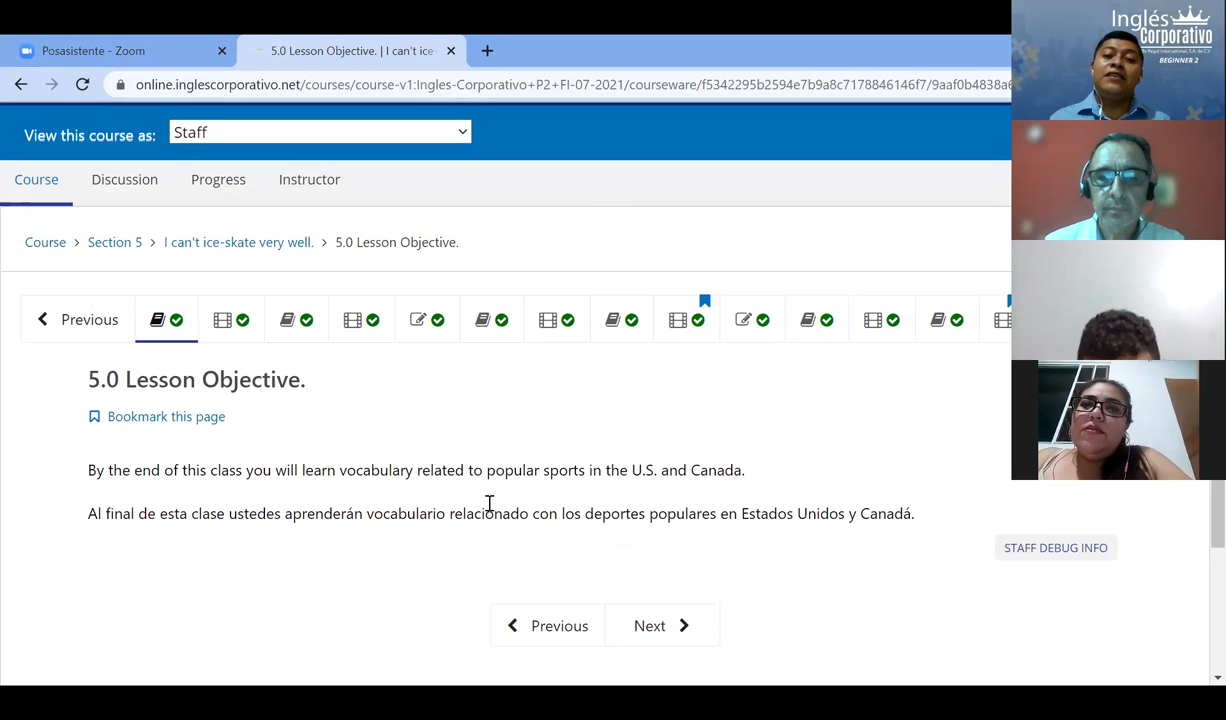 Posasistente - Zoom
5.0 Lesson Objective. | I can't ice-
online.inglescorporativo.net/courses/course-v1:Ingles-Corporativo+P2+FI-07-2021/courseware/f5342295b2594e7b9a8c7178846146f7/9aaf0b4838a
View this course as: Staff
Course Discussion Progress Instructor
Course > Section 5 > I can't ice-skate very well. > 5.0 Lesson Objective.
Previous
5.0 Lesson Objective.
Bookmark this page
By the end of this class you will learn vocabulary related to popular sports in the U.S. and Canada.
Al final de esta clase ustedes aprenderán vocabulario relacionado con los deportes populares en Estados Unidos y Canadá.
STAFF DEBUG INFO
Previous Next
Inglés
Corporativo
BEGINNER 2